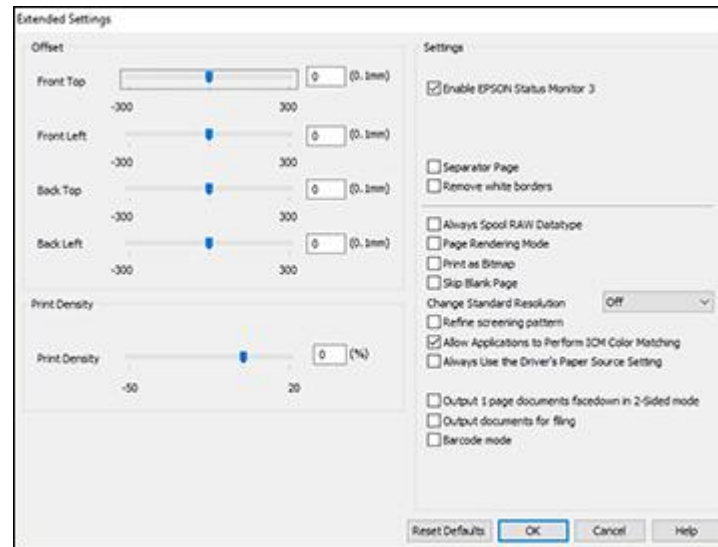 Extended Settings
Offset
Front Top
0 (0.1mm)
-300 300
Front Left
0 (0.1mm)
-300 300
Back Top
0 (0.1mm)
-300 300
Back Left
0 (0.1mm)
-300 300
Print Density
Print Density
0 (%)
-50 20
Settings
Enable EPSON Status Monitor 3
Separator Page
Remove white borders
Always Spool RAW Datatype
Page Rendering Mode
Print as Bitmap
Skip Blank Page
Change Standard Resolution Off
Refine screening pattern
Allow Applications to Perform ICM Color Matching
Always Use the Driver's Paper Source Setting
Output 1 page documents facedown in 2-Sided mode
Output documents for filing
Barcode mode
Reset Defaults OK Cancel Help